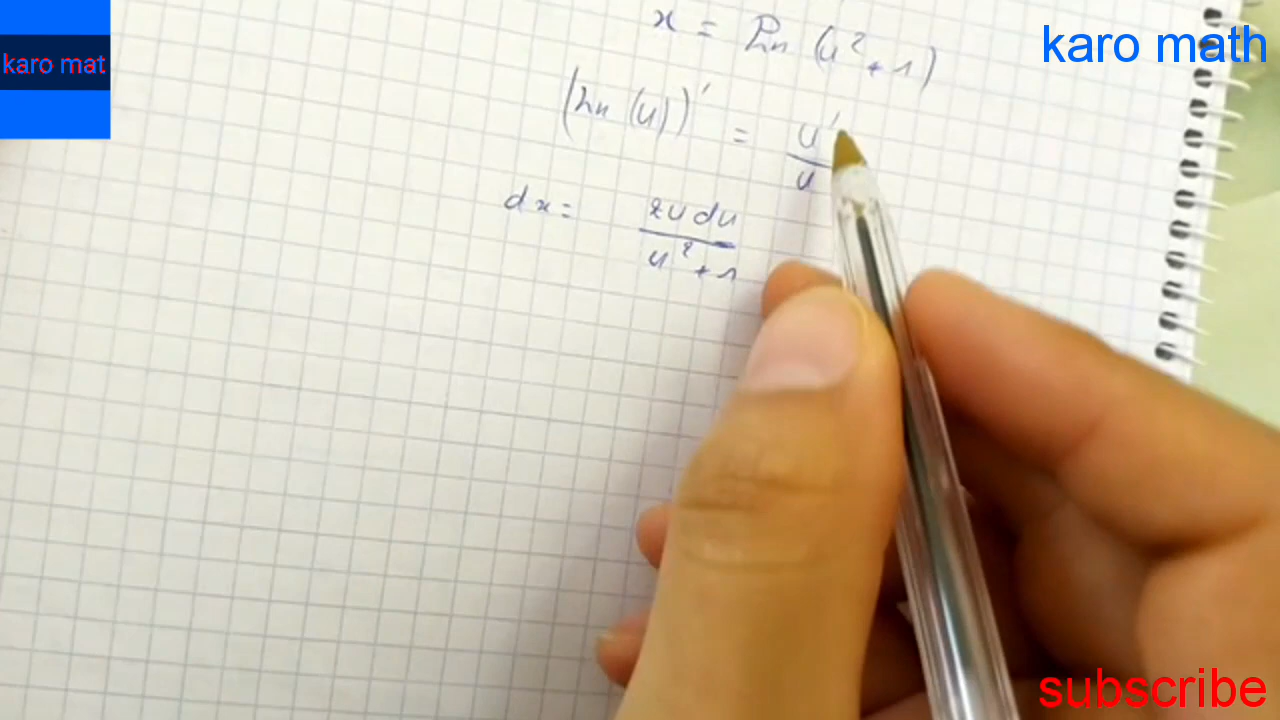 karo mat
karo math
x = ln (u² + 1)
(ln (u))' = u'/u
dx = 2u du/u² + 1
subscribe